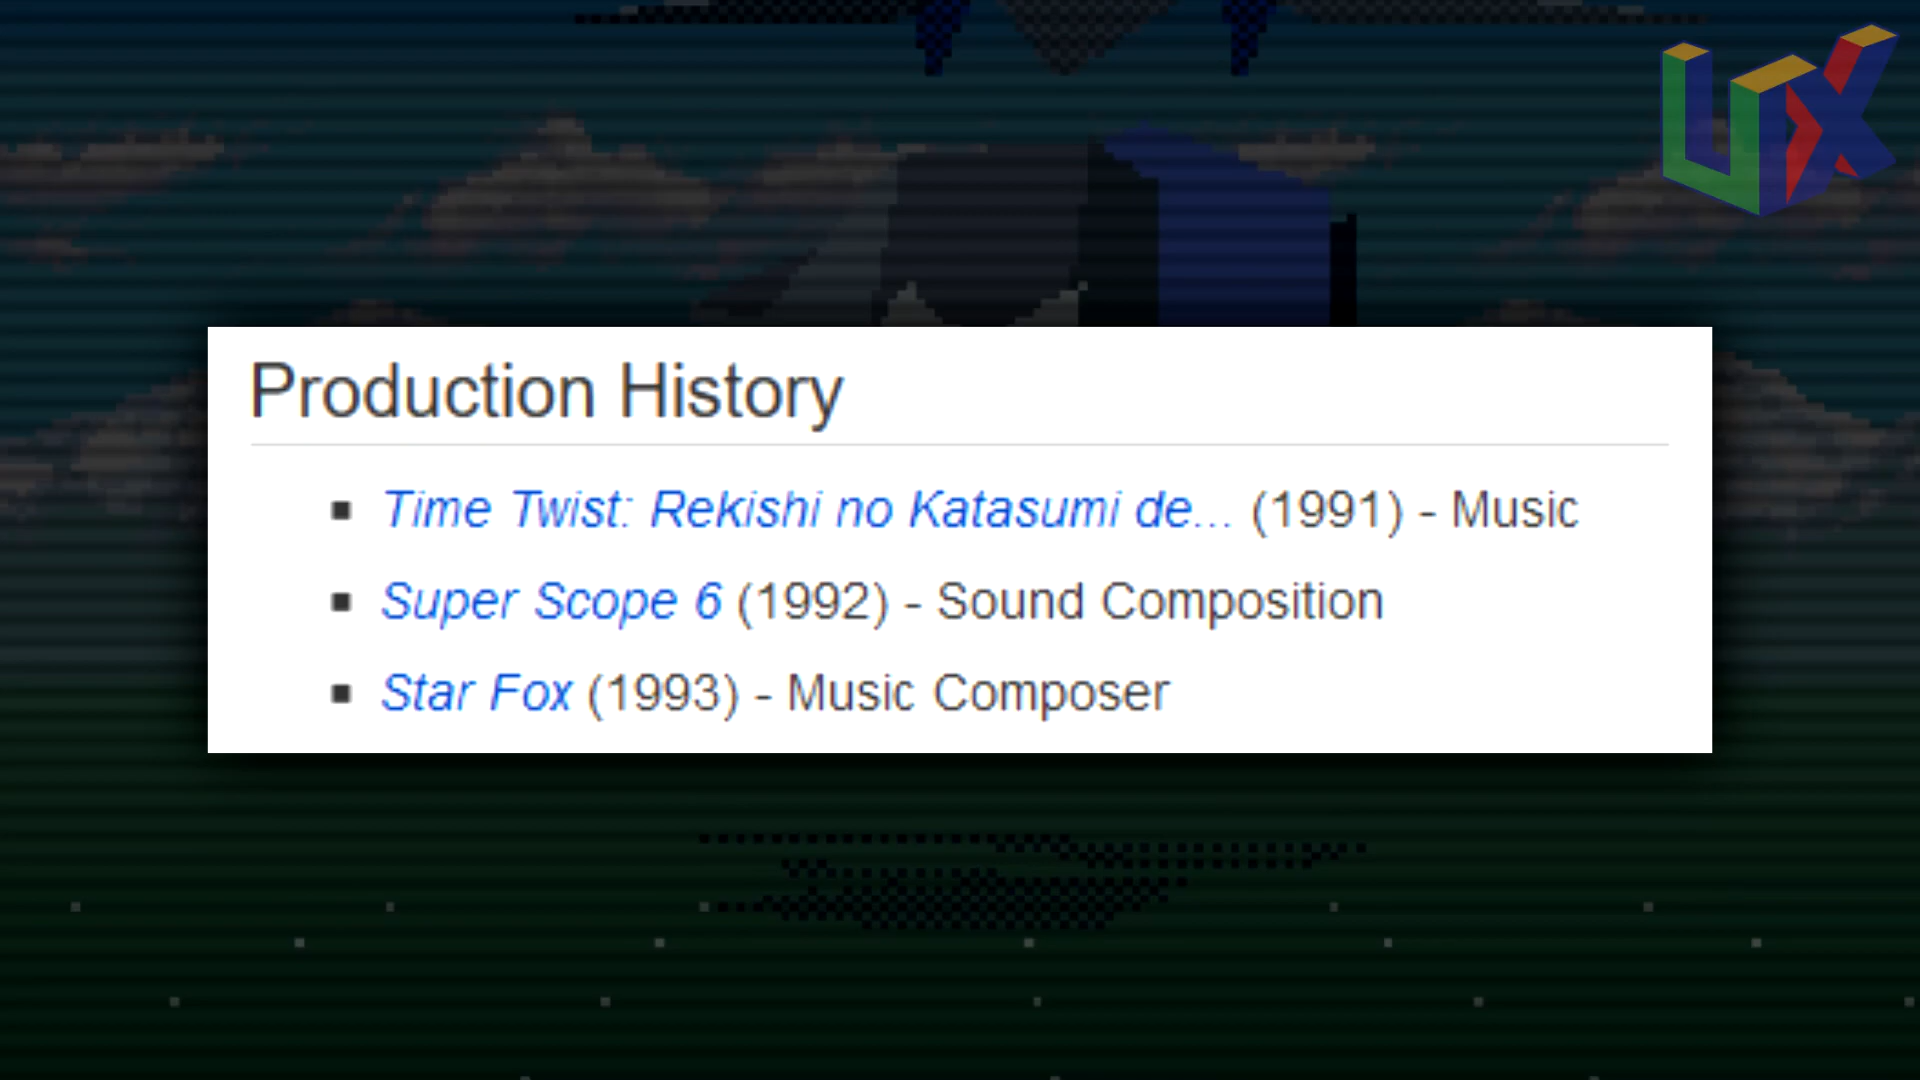 UX
Production History
Time Twist: Rekishi no Katasumi de... (1991) - Music
Super Scope 6 (1992) - Sound Composition
Star Fox (1993) - Music Composer